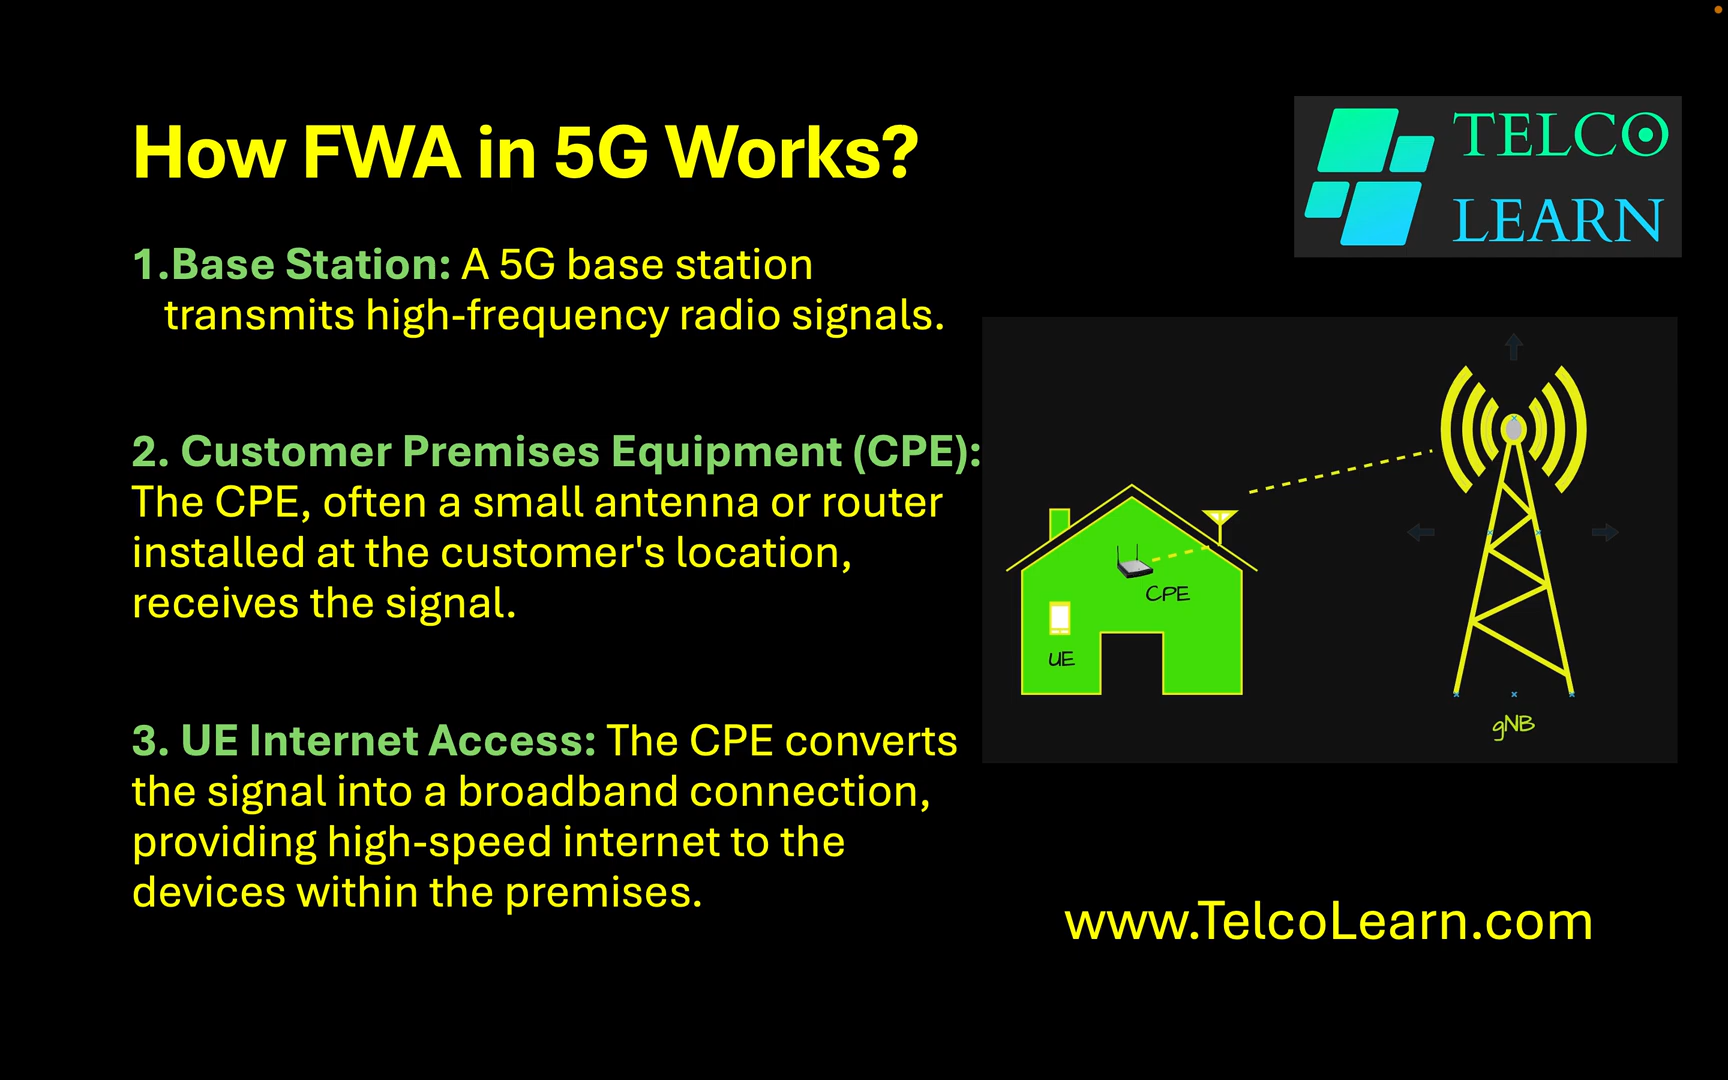 How FWA in 5G Works?
TELCO
LEARN
1.Base Station: A 5G base station
transmits high-frequency radio signals.
2. Customer Premises Equipment (CPE):
The CPE, often a small antenna or router
installed at the customer's location,
receives the signal.
3. UE Internet Access: The CPE converts
the signal into a broadband connection,
providing high-speed internet to the
devices within the premises.
CPE
UE
gNB
www.TelcoLearn.com